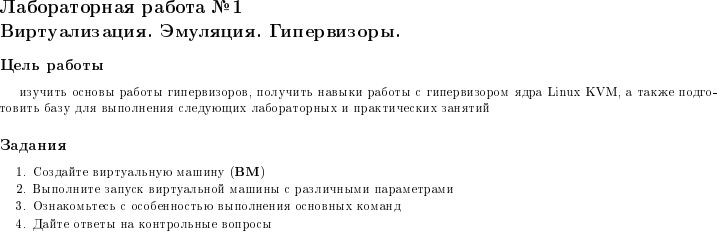 Лабораторная работа №1
Виртуализация. Эмуляция. Гипервизоры.
Цель работы
изучить основы работы гипервизоров, получить навыки работы с гипервизором ядра Linux KVM, а также подго-
товить базу для выполнения следующих лабораторных и практических занятий
Задания
1. Создайте виртуальную машину (ВМ)
2. Выполните запуск виртуальной машины с различными параметрами
3. Ознакомьтесь с особенностью выполнения основных команд
4. Дайте ответы на контрольные вопросы